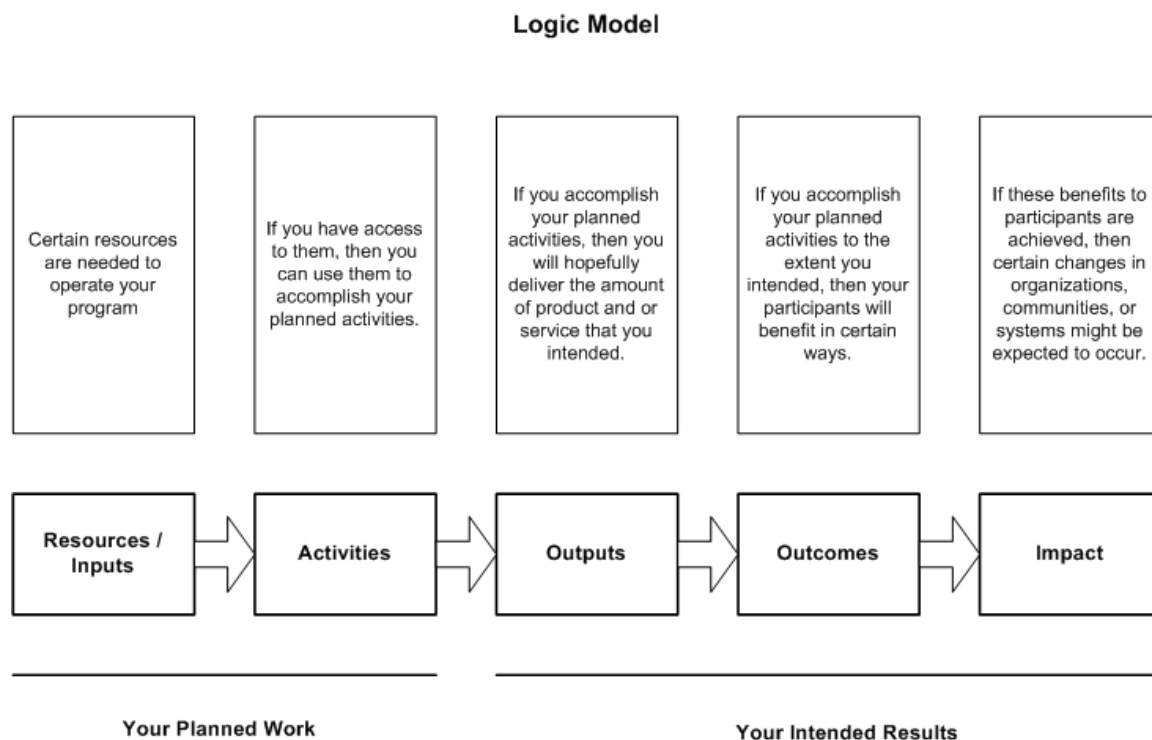 Logic Model
Certain resources
are needed to
operate your
program
If you have access
to them, then you
can use them to
accomplish your
planned activities.
If you accomplish
your planned
activities, then you
will hopefully
deliver the amount
of product and or
service that you
intended.
If you accomplish
your planned
activities to the
extent you
intended, then your
participants will
benefit in certain
ways.
If these benefits to
participants are
achieved, then
certain changes in
organizations,
communities, or
systems might be
expected to occur.
Resources /
Inputs
Activities
Outputs
Outcomes
Impact
Your Planned Work
Your Intended Results